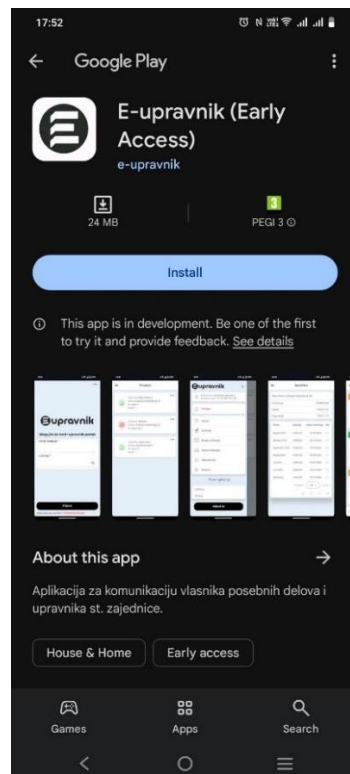 17:52
Google Play
E-upravnik (Early
Access)
e-upravnik
24 MB
3
PEGI 3
Install
This app is in development. Be one of the first
to try it and provide feedback. See details
upravnik
upravnik
About this app
Aplikacija za komunikaciju vlasnika posebnih delova i
upravnika st. zajednice.
House & Home
Early access
Games
Apps
Search